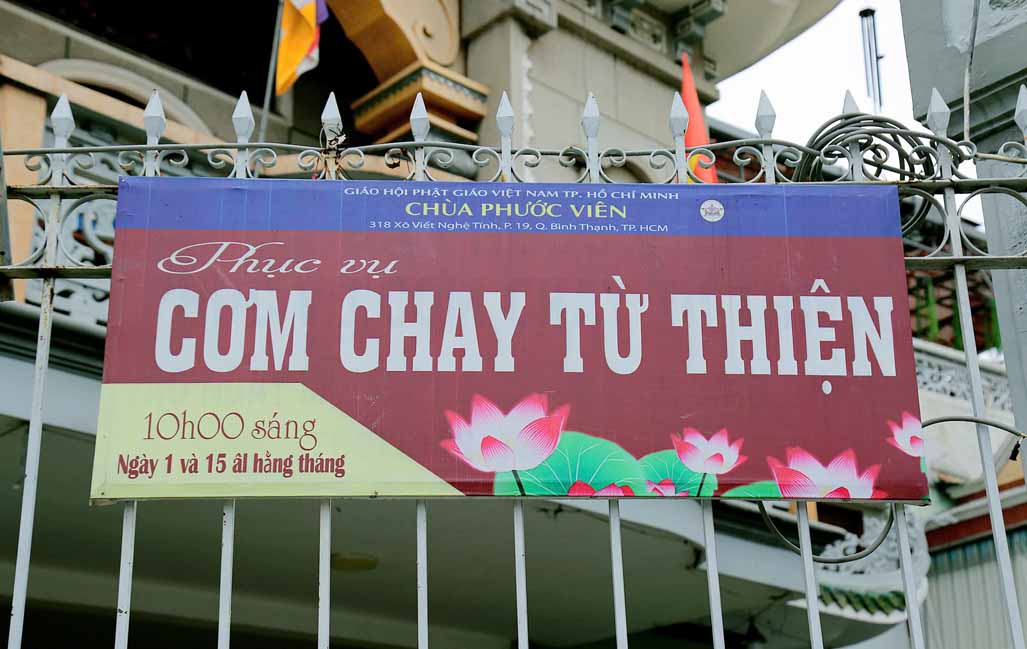 GIÁO HỘI PHẬT GIÁO VIỆT NAM TP. HỒ CHÍ MINH
CHÙA PHƯỚC VIÊN
318 Xô Viết Nghệ Tĩnh, P. 19, Q. Bình Thạnh, TP. HCM
Phục vụ
CƠM CHAY TỪ THIỆN
10h00 sáng
Ngày 1 và 15 âl hằng tháng